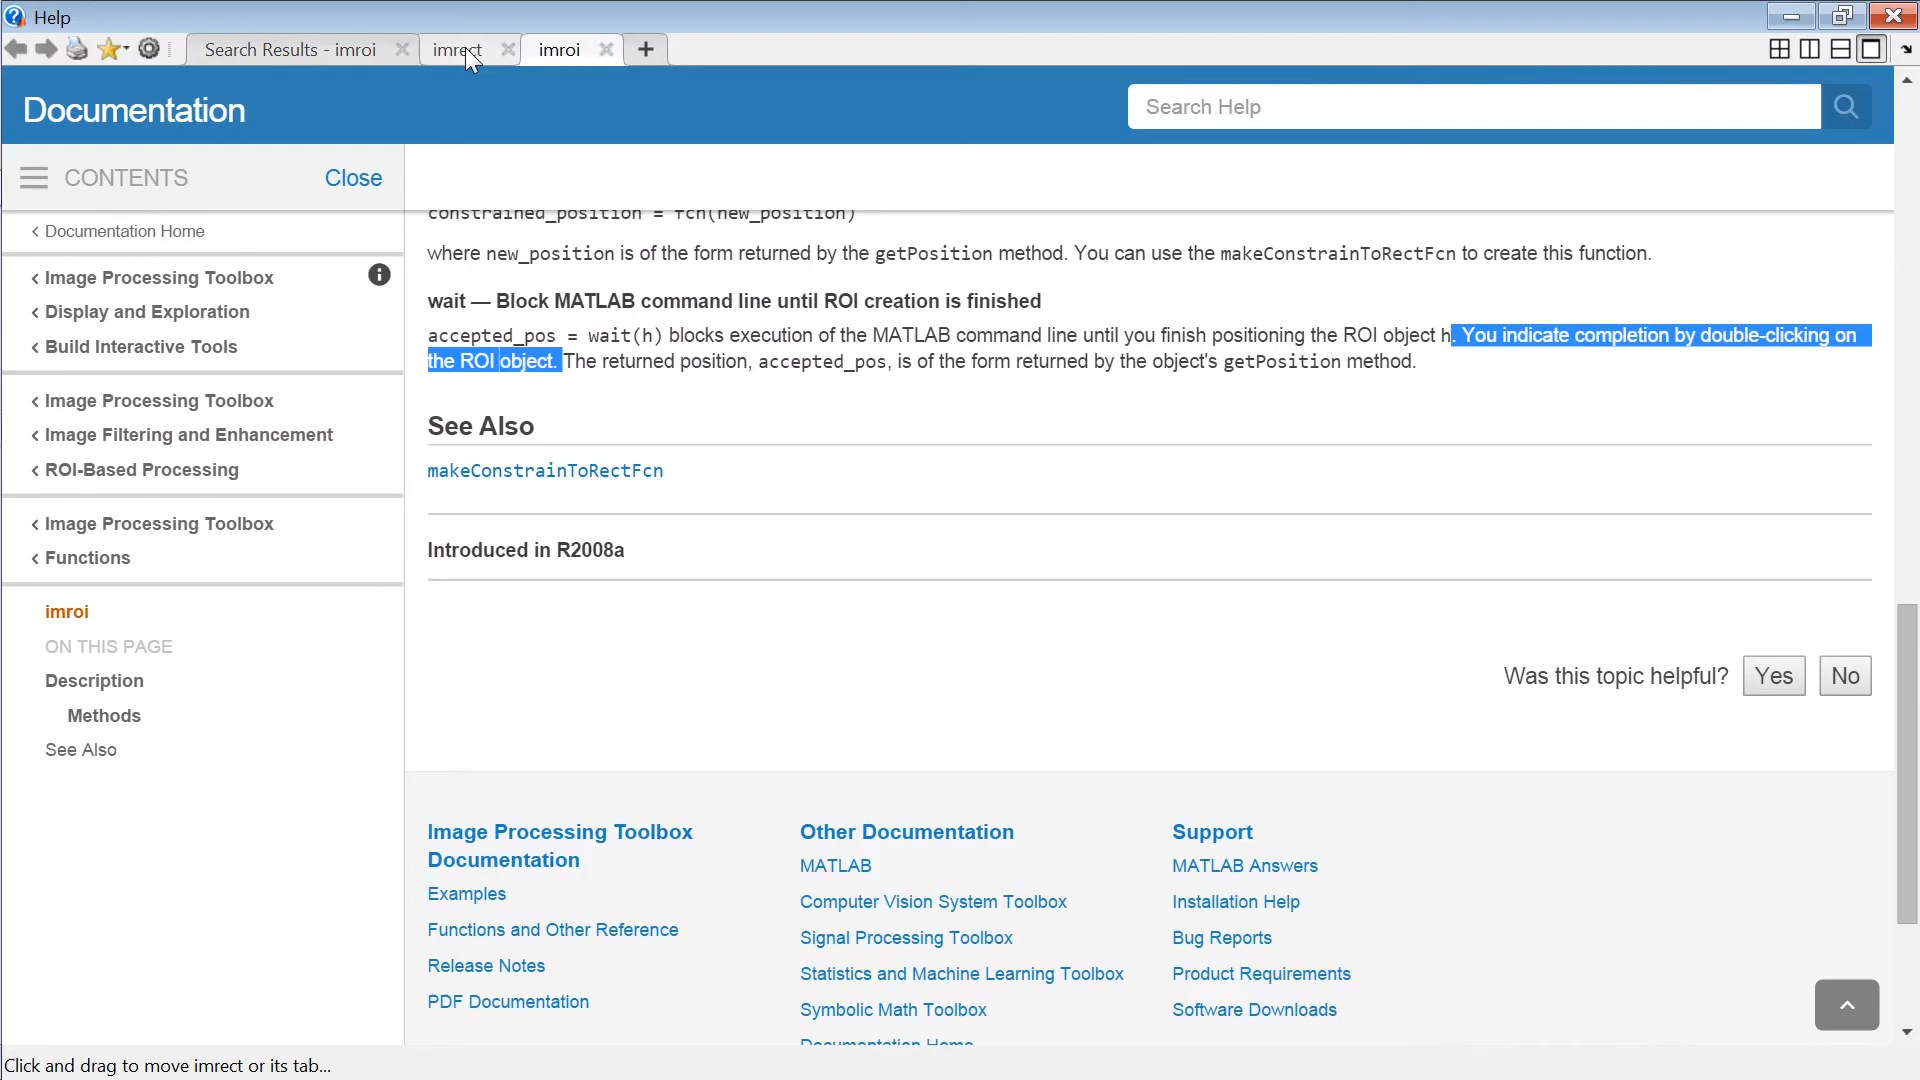 Help
Search Results - imroi
imrect
imroi
Documentation
Search Help
CONTENTS
Close
Documentation Home
Image Processing Toolbox
Display and Exploration
Build Interactive Tools
Image Processing Toolbox
Image Filtering and Enhancement
ROI-Based Processing
Image Processing Toolbox
Functions
imroi
ON THIS PAGE
Description
Methods
See Also
constrained_position = fcn(new_position)
where new_position is of the form returned by the getPosition method. You can use the makeConstrainToRectFcn to create this function.
wait — Block MATLAB command line until ROI creation is finished
accepted_pos = wait(h) blocks execution of the MATLAB command line until you finish positioning the ROI object h. You indicate completion by double-clicking on
the ROI object. The returned position, accepted_pos, is of the form returned by the object's getPosition method.
See Also
makeConstrainToRectFcn
Introduced in R2008a
Was this topic helpful?
Yes
No
Image Processing Toolbox
Documentation
Examples
Functions and Other Reference
Release Notes
PDF Documentation
Other Documentation
MATLAB
Computer Vision System Toolbox
Signal Processing Toolbox
Statistics and Machine Learning Toolbox
Symbolic Math Toolbox
Documentation Home
Support
MATLAB Answers
Installation Help
Bug Reports
Product Requirements
Software Downloads
Click and drag to move imrect or its tab...